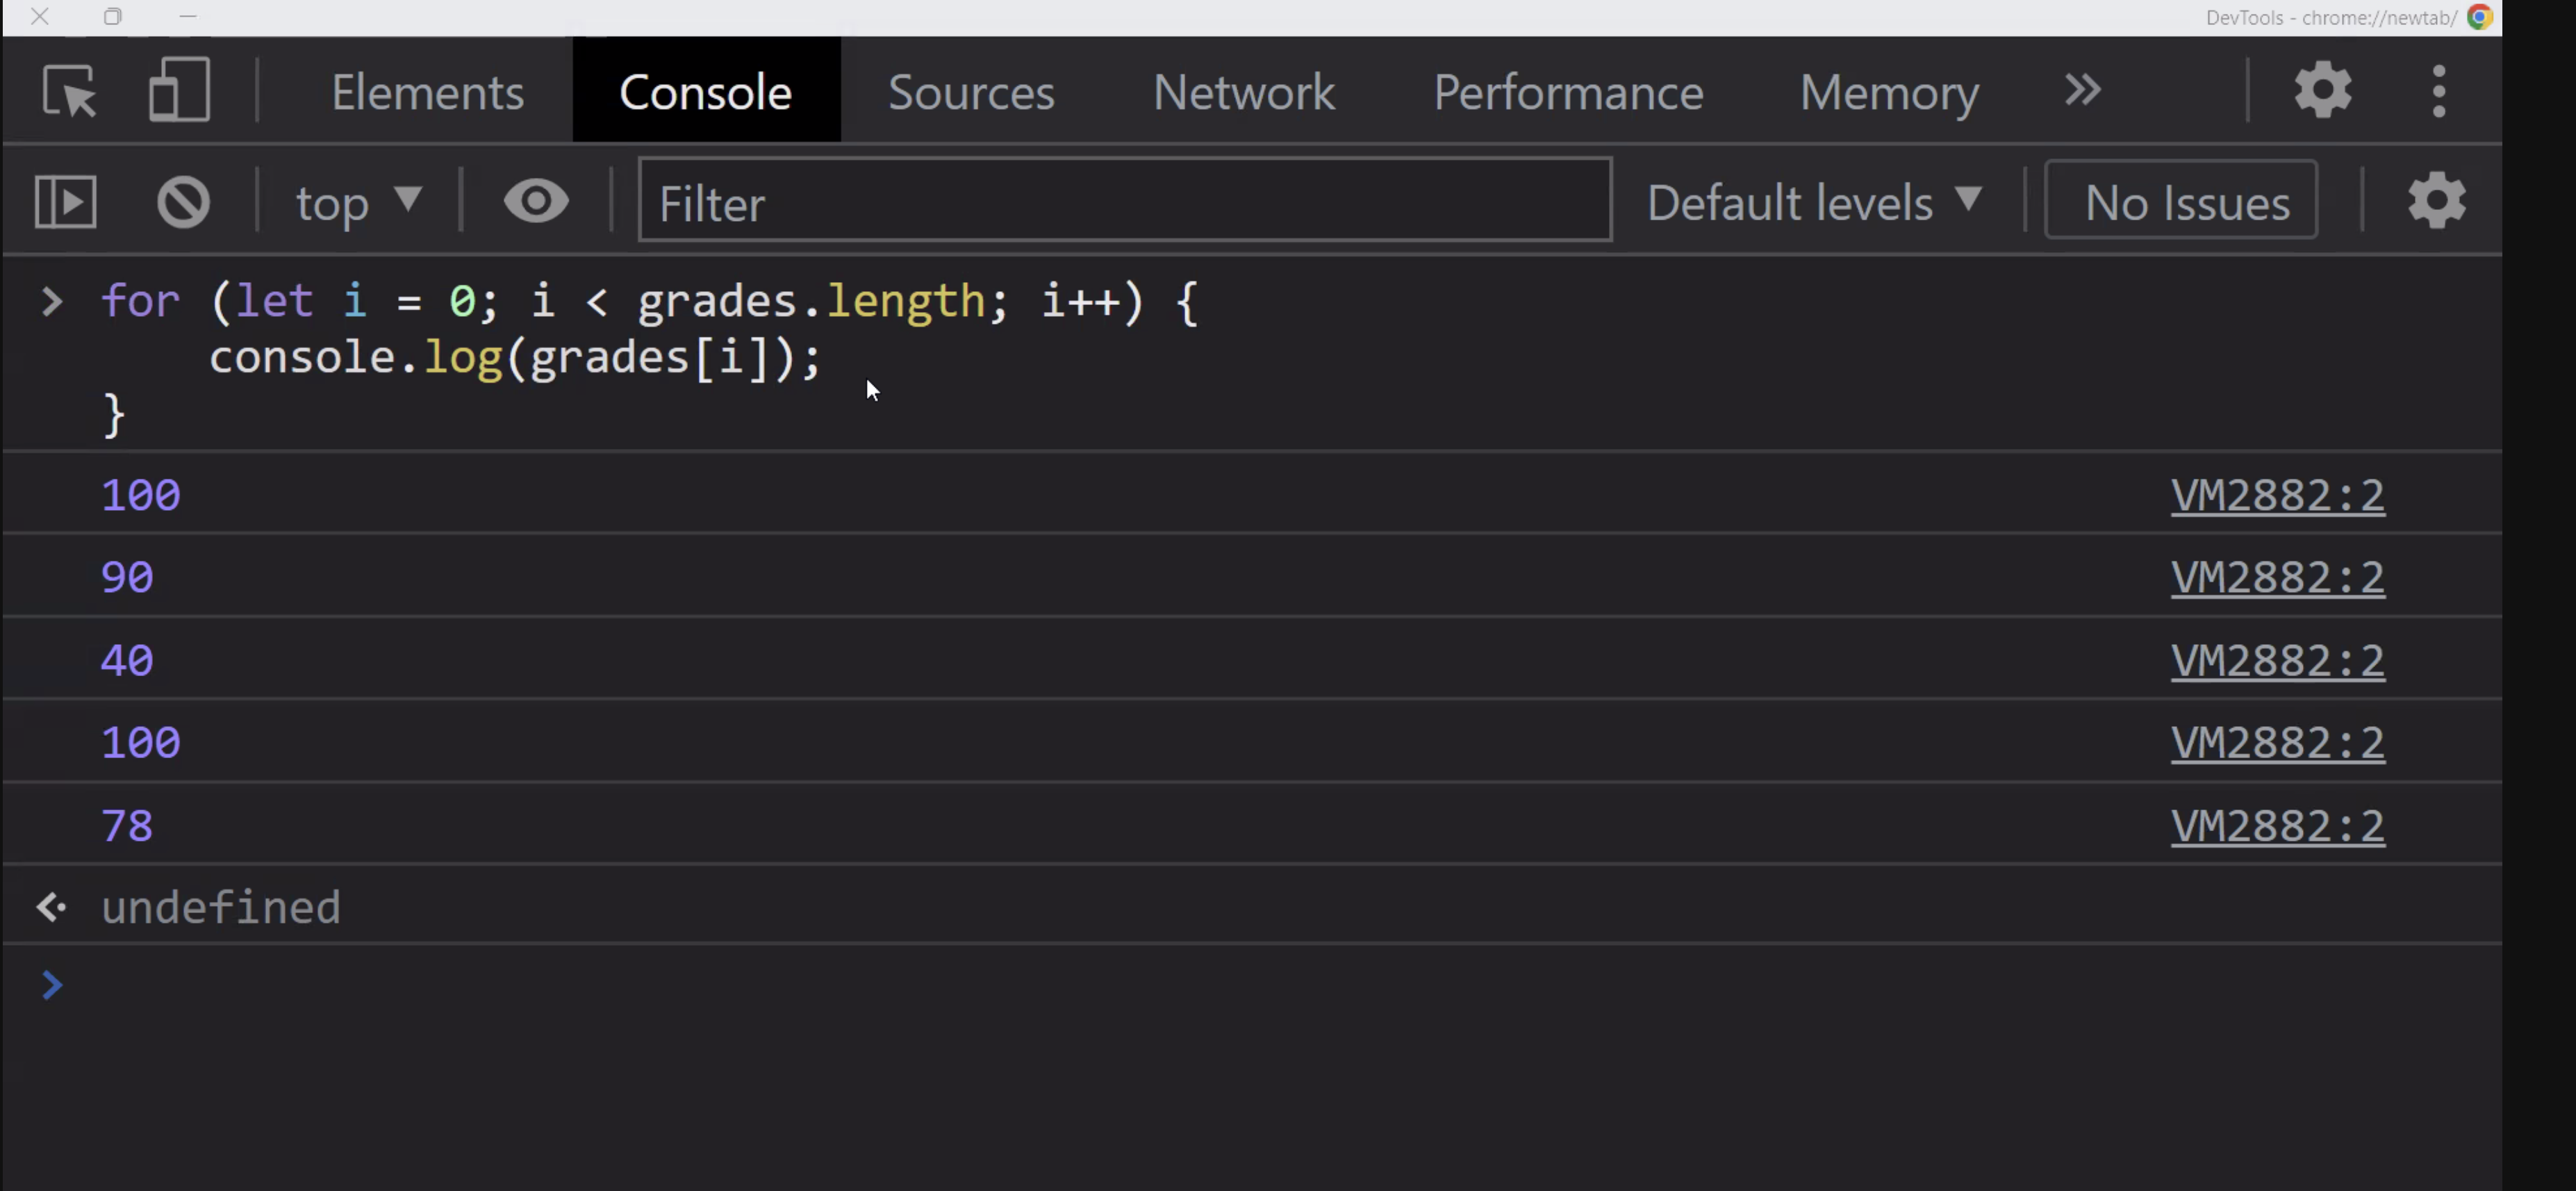 DevTools - chrome://newtab/
Elements Console Sources Network Performance Memory
top Filter Default levels No Issues
for (let i = 0; i < grades.length; i++) {
console.log(grades[i]);
}
100 VM2882:2
90 VM2882:2
40 VM2882:2
100 VM2882:2
78 VM2882:2
undefined